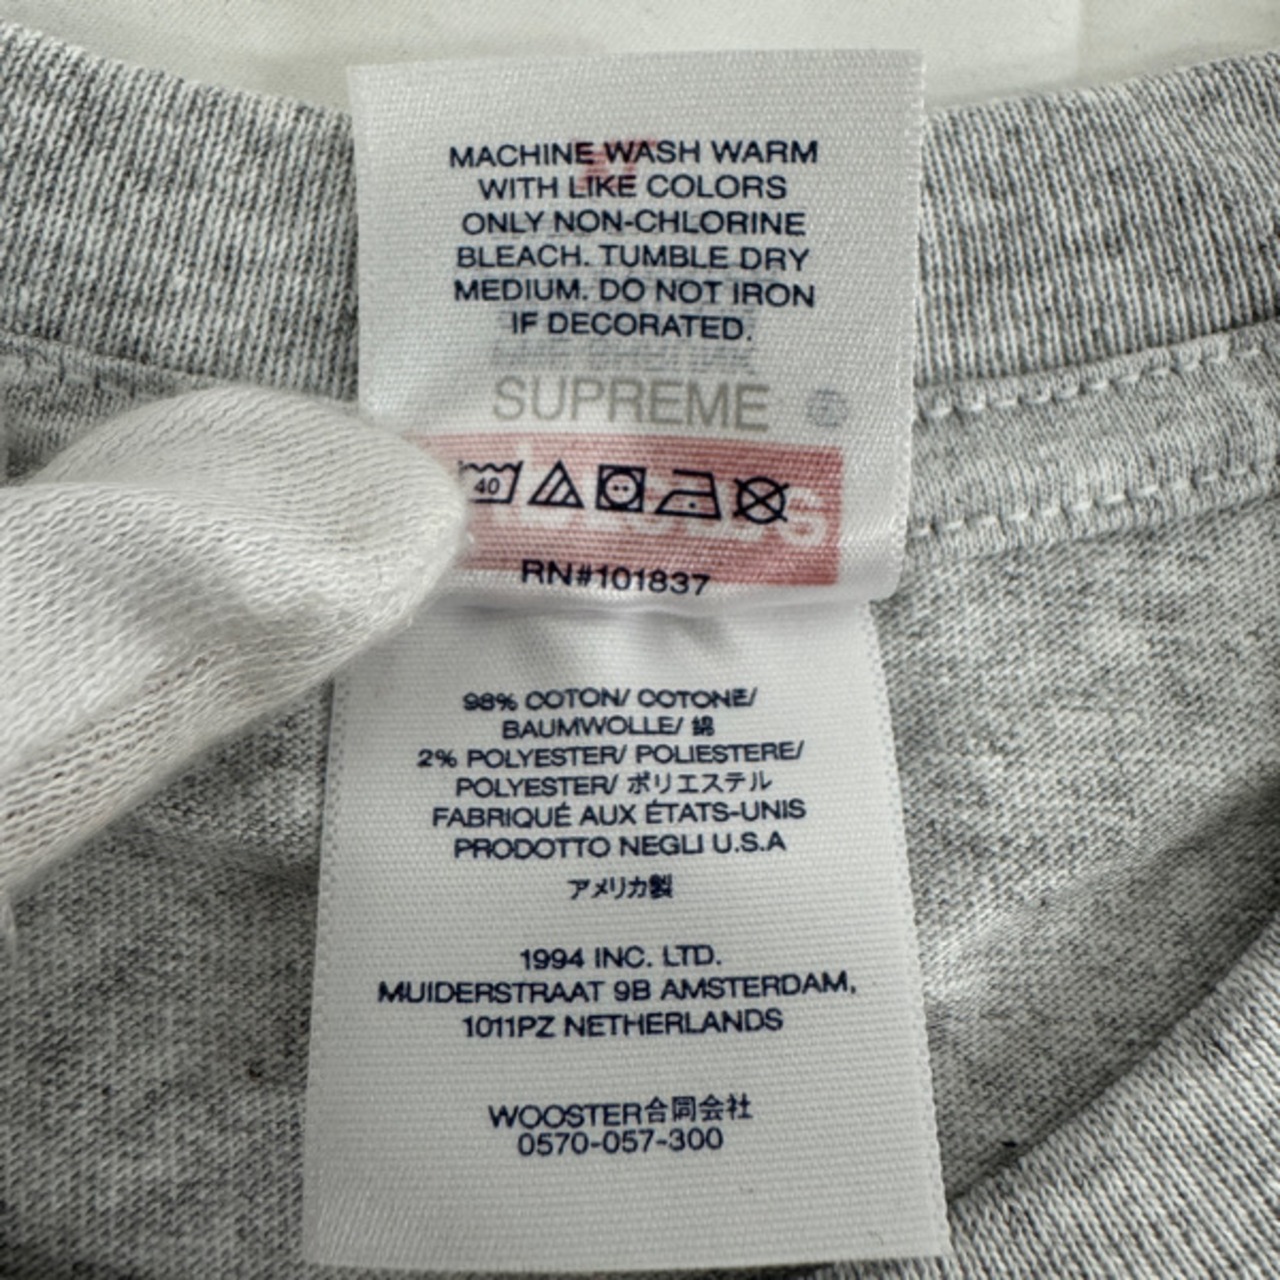 MACHINE WASH WARM
WITH LIKE COLORS
ONLY NON-CHLORINE
BLEACH. TUMBLE DRY
MEDIUM. DO NOT IRON
IF DECORATED.
SUPREME
40
RN#101837
98% COTON/ COTONE/
BAUMWOLLE/ 綿
2% POLYESTER/ POLIESTERE/
POLYESTER/ ポリエステル
FABRIQUÉ AUX ÉTATS-UNIS
PRODOTTO NEGLI U.S.A
アメリカ製
1994 INC. LTD.
MUIDERSTRAAT 9B AMSTERDAM,
1011PZ NETHERLANDS
WOOSTER合同会社
0570-057-300